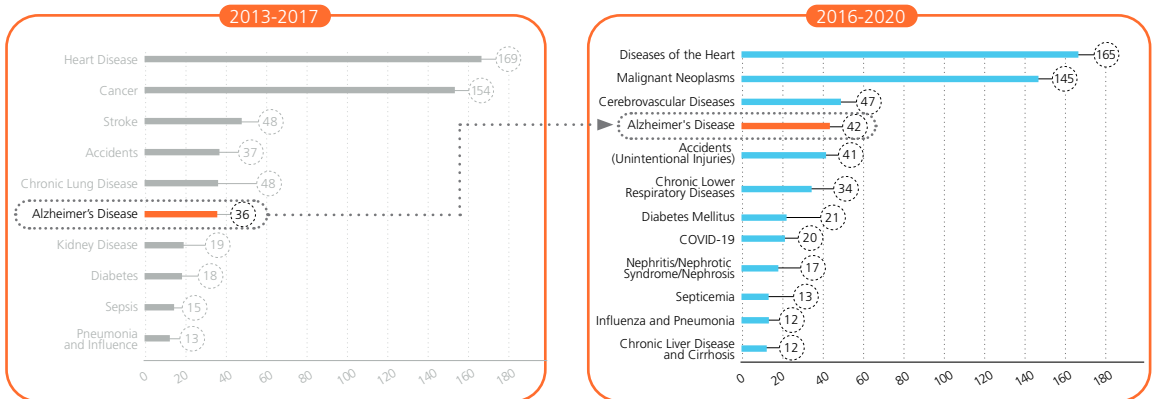 2013-2017
Heart Disease 169
Cancer 154
Stroke 48
Accidents 37
Chronic Lung Disease 48
Alzheimer's Disease 36
Kidney Disease 19
Diabetes 18
Sepsis 15
Pneumonia
and Influence 13
0 20 40 60 80 100 120 140 160 180
2016-2020
Diseases of the Heart 165
Malignant Neoplasms 145
Cerebrovascular Diseases 47
Alzheimer's Disease 42
Accidents
(Unintentional Injuries) 41
Chronic Lower
Respiratory Diseases 34
Diabetes Mellitus 21
COVID-19 20
Nephritis/Nephrotic
Syndrome/Nephrosis 17
Septicemia 13
Influenza and Pneumonia 12
Chronic Liver Disease
and Cirrhosis 12
0 20 40 60 80 100 120 140 160 180